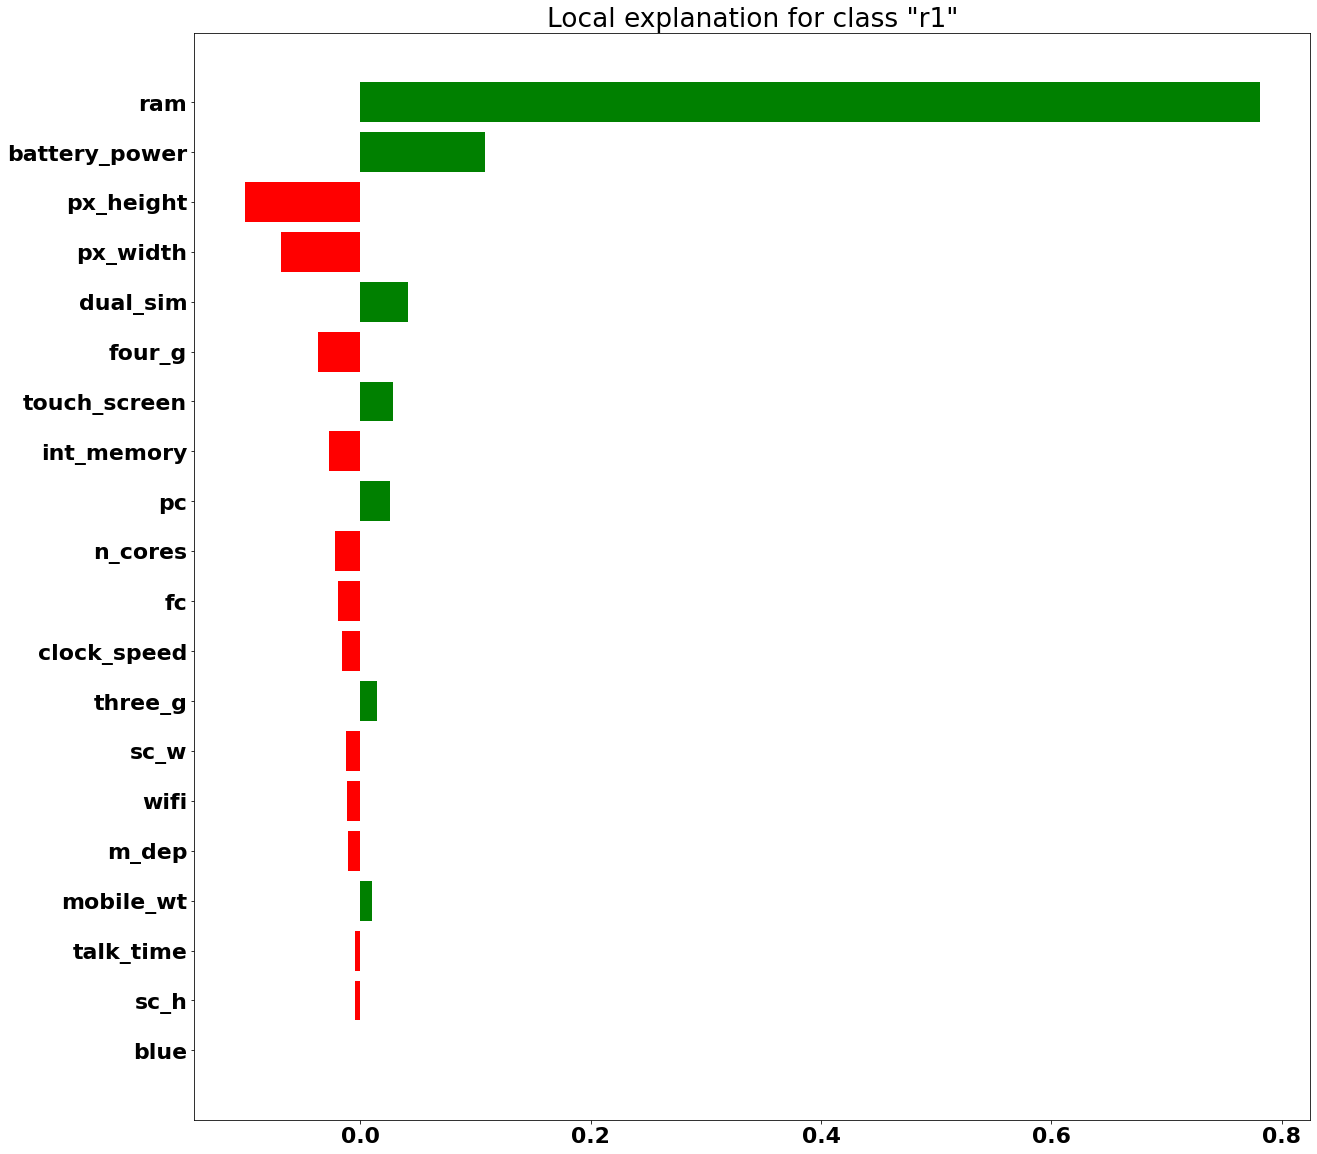 Local explanation for class "r1"
ram
battery_power
px_height
px_width
dual_sim
four_g
touch_screen
int_memory
pc
n_cores
fc
clock_speed
three_g
sc_w
wifi
m_dep
mobile_wt
talk_time
sc_h
blue
0.0 0.2 0.4 0.6 0.8